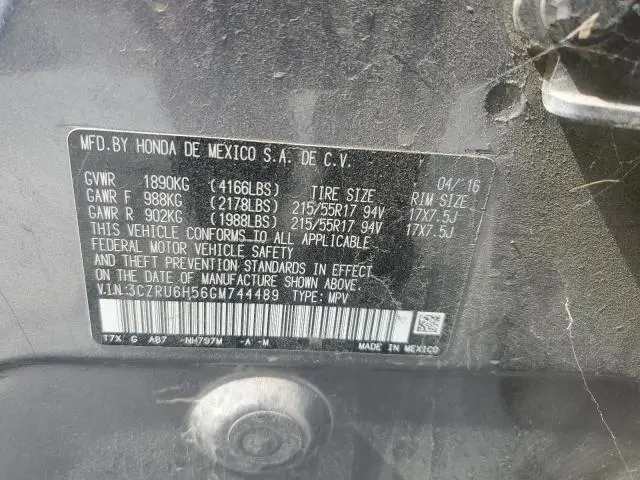 MFD.BY HONDA DE MEXICO S.A. DE C.V.
04/'16
GVWR 1890KG (4166LBS) TIRE SIZE RIM SIZE
GAWR F 988KG (2178LBS) 215/55R17 94V 17X7.5J
GAWR R 902KG (1988LBS) 215/55R17 94V 17X7.5J
THIS VEHICLE CONFORMS TO ALL APPLICABLE
FEDERAL MOTOR VEHICLE SAFETY
AND THEFT PREVENTION STANDARDS IN EFFECT
ON THE DATE OF MANUFACTURE SHOWN ABOVE.
V.I.N:3CZRU6H56GM744489 TYPE: MPV
T7X G AB7 -NH797M -A -M MADE IN MEXICO